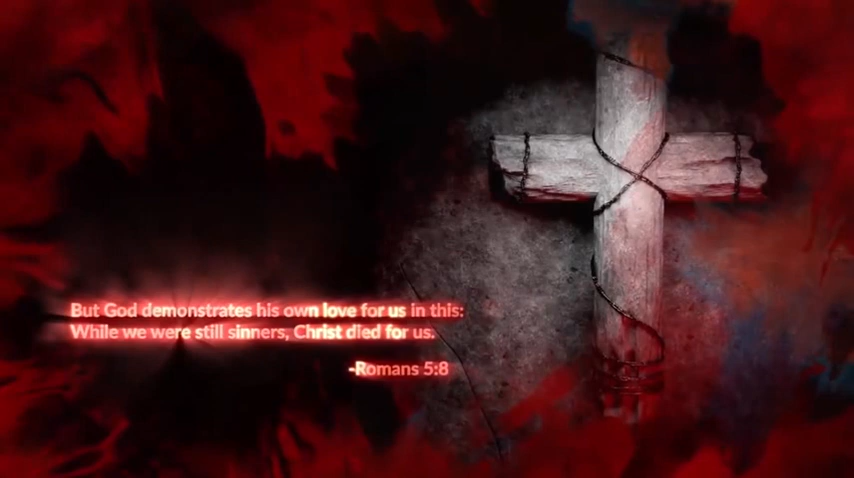 But God demonstrates his own love for us in this:
While we were still sinners, Christ died for us.
-Romans 5:8